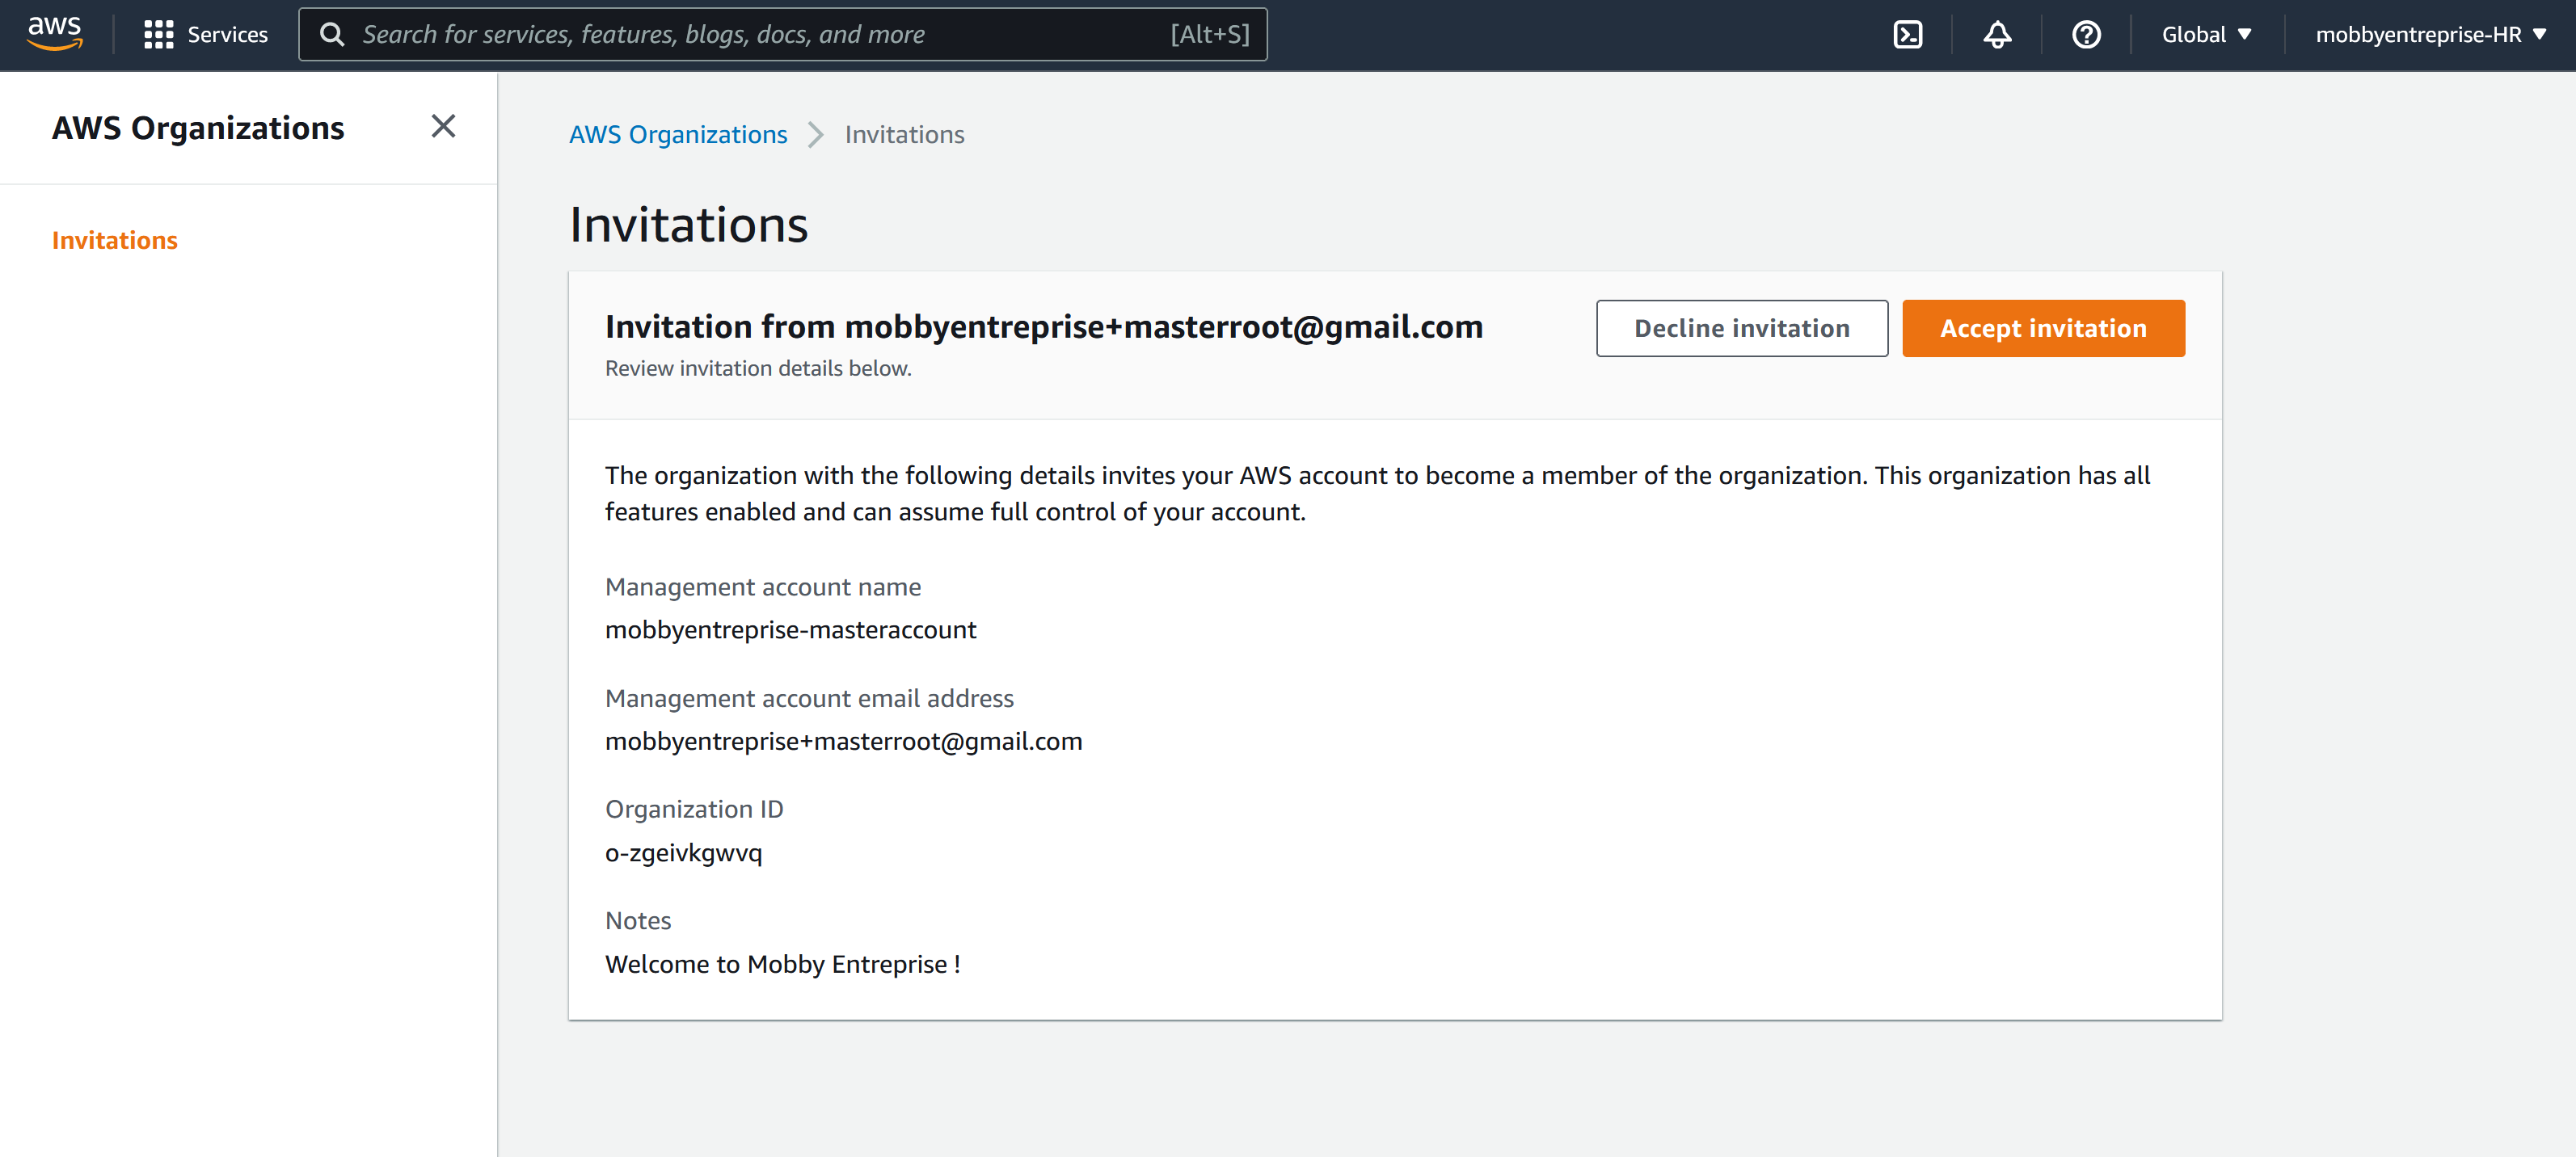 aws
Services
Search for services, features, blogs, docs, and more [Alt+S]
Global
mobbyentreprise-HR
AWS Organizations
Invitations
AWS Organizations > Invitations
Invitations
Invitation from mobbyentreprise+masterroot@gmail.com
Review invitation details below.
Decline invitation
Accept invitation
The organization with the following details invites your AWS account to become a member of the organization. This organization has all
features enabled and can assume full control of your account.
Management account name
mobbyentreprise-masteraccount
Management account email address
mobbyentreprise+masterroot@gmail.com
Organization ID
o-zgeivkgwvq
Notes
Welcome to Mobby Entreprise !